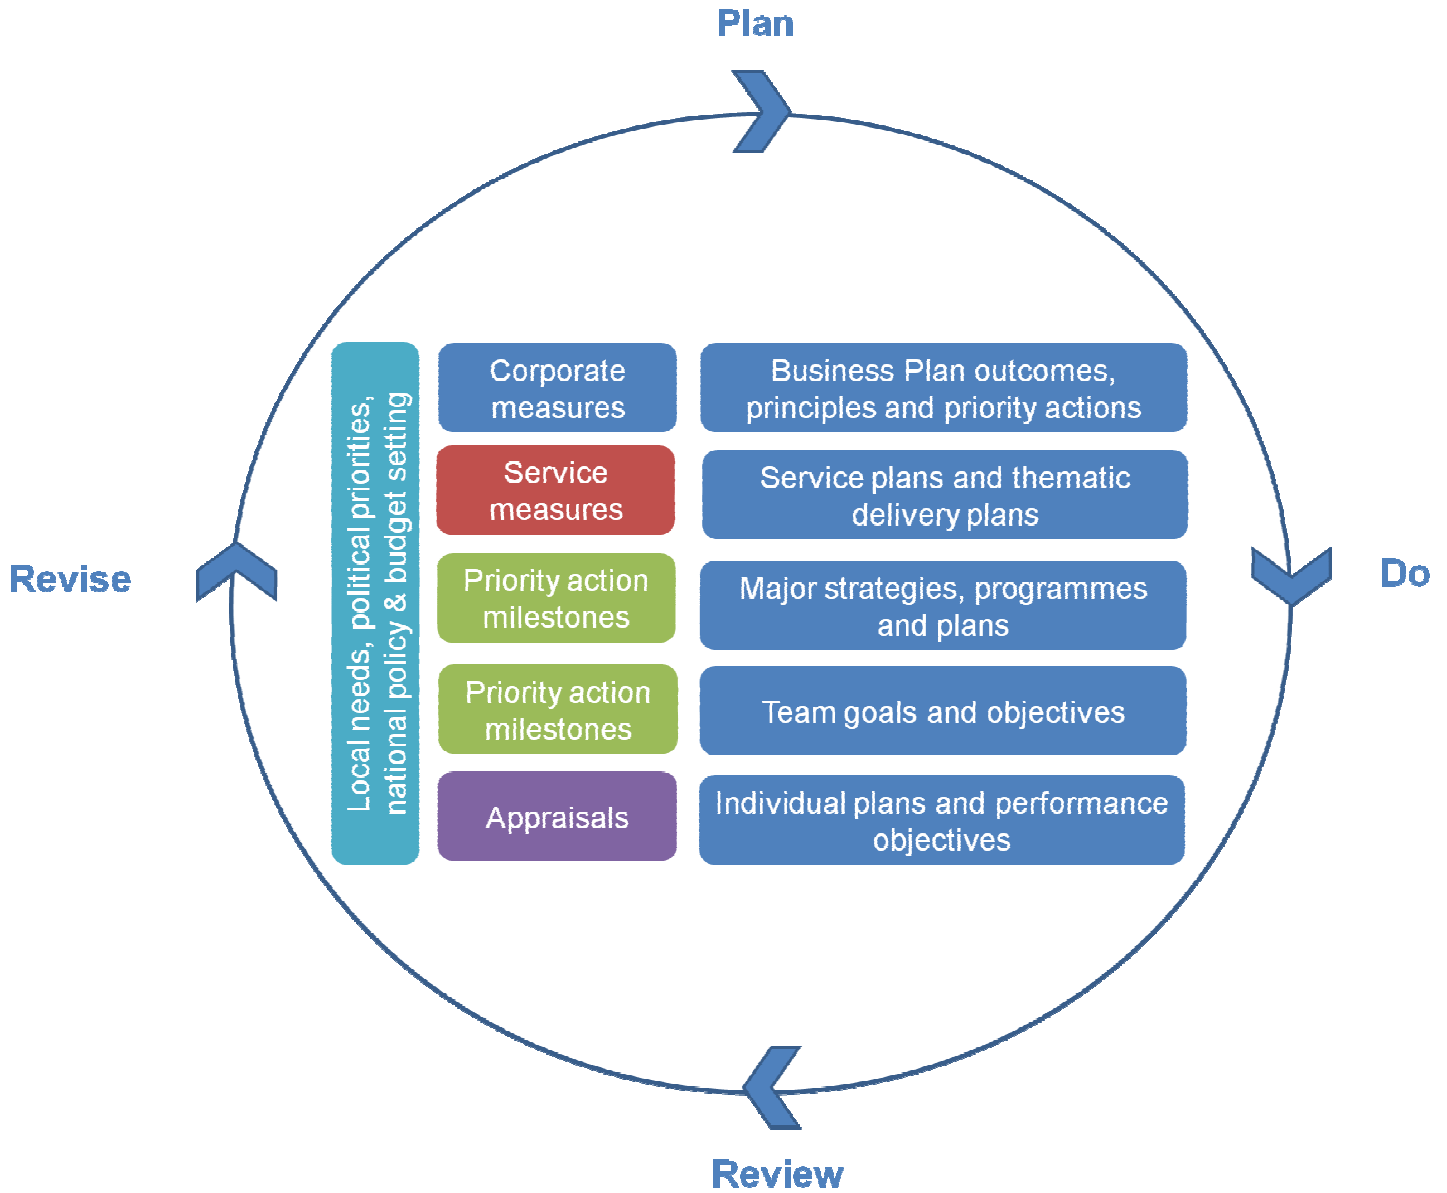 Plan
Corporate
measures
Business Plan outcomes,
principles and priority actions
Service
measures
Service plans and thematic
delivery plans
Local needs, political priorities,
national policy & budget setting
Revise
Do
Priority action
milestones
Major strategies, programmes
and plans
Priority action
milestones
Team goals and objectives
Appraisals
Individual plans and performance
objectives
Review